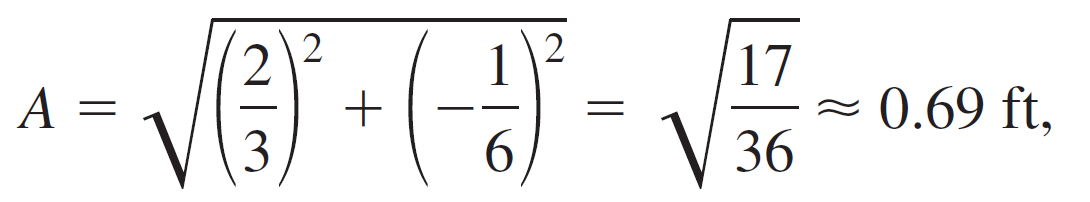 A = √((2/3)² + (-1/6)²) = √(17/36) ≈ 0.69 ft,